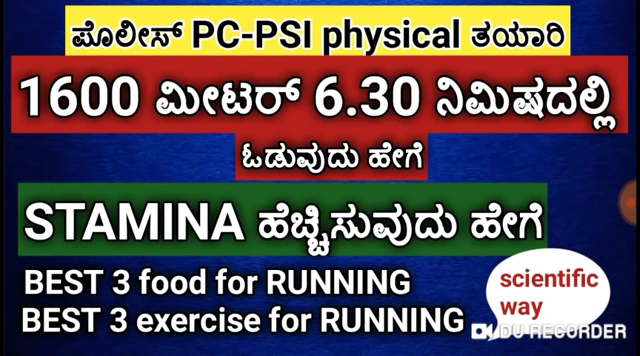 ಪೊಲೀಸ್ PC-PSI physical ತಯಾರಿ
1600 ಮೀಟರ್ 6.30 ನಿಮಿಷದಲ್ಲಿ
ಓಡುವುದು ಹೇಗೆ
STAMINA ಹೆಚ್ಚಿಸುವುದು ಹೇಗೆ
BEST 3 food for RUNNING
BEST 3 exercise for RUNNING
scientific
way
DU RECORDER